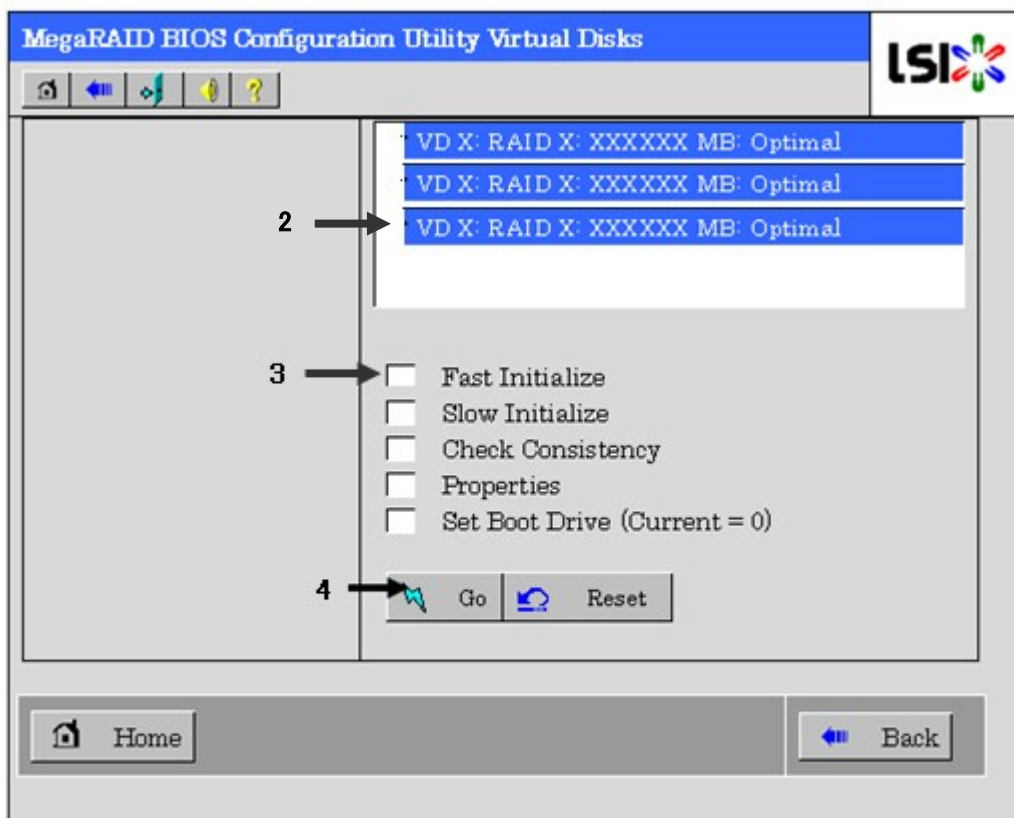 MegaRAID BIOS Configuration Utility Virtual Disks
LSI
VD X: RAID X: XXXXXX MB: Optimal
VD X: RAID X: XXXXXX MB: Optimal
2
VD X: RAID X: XXXXXX MB: Optimal
3
Fast Initialize
Slow Initialize
Check Consistency
Properties
Set Boot Drive (Current = 0)
4
Go
Reset
Home
Back